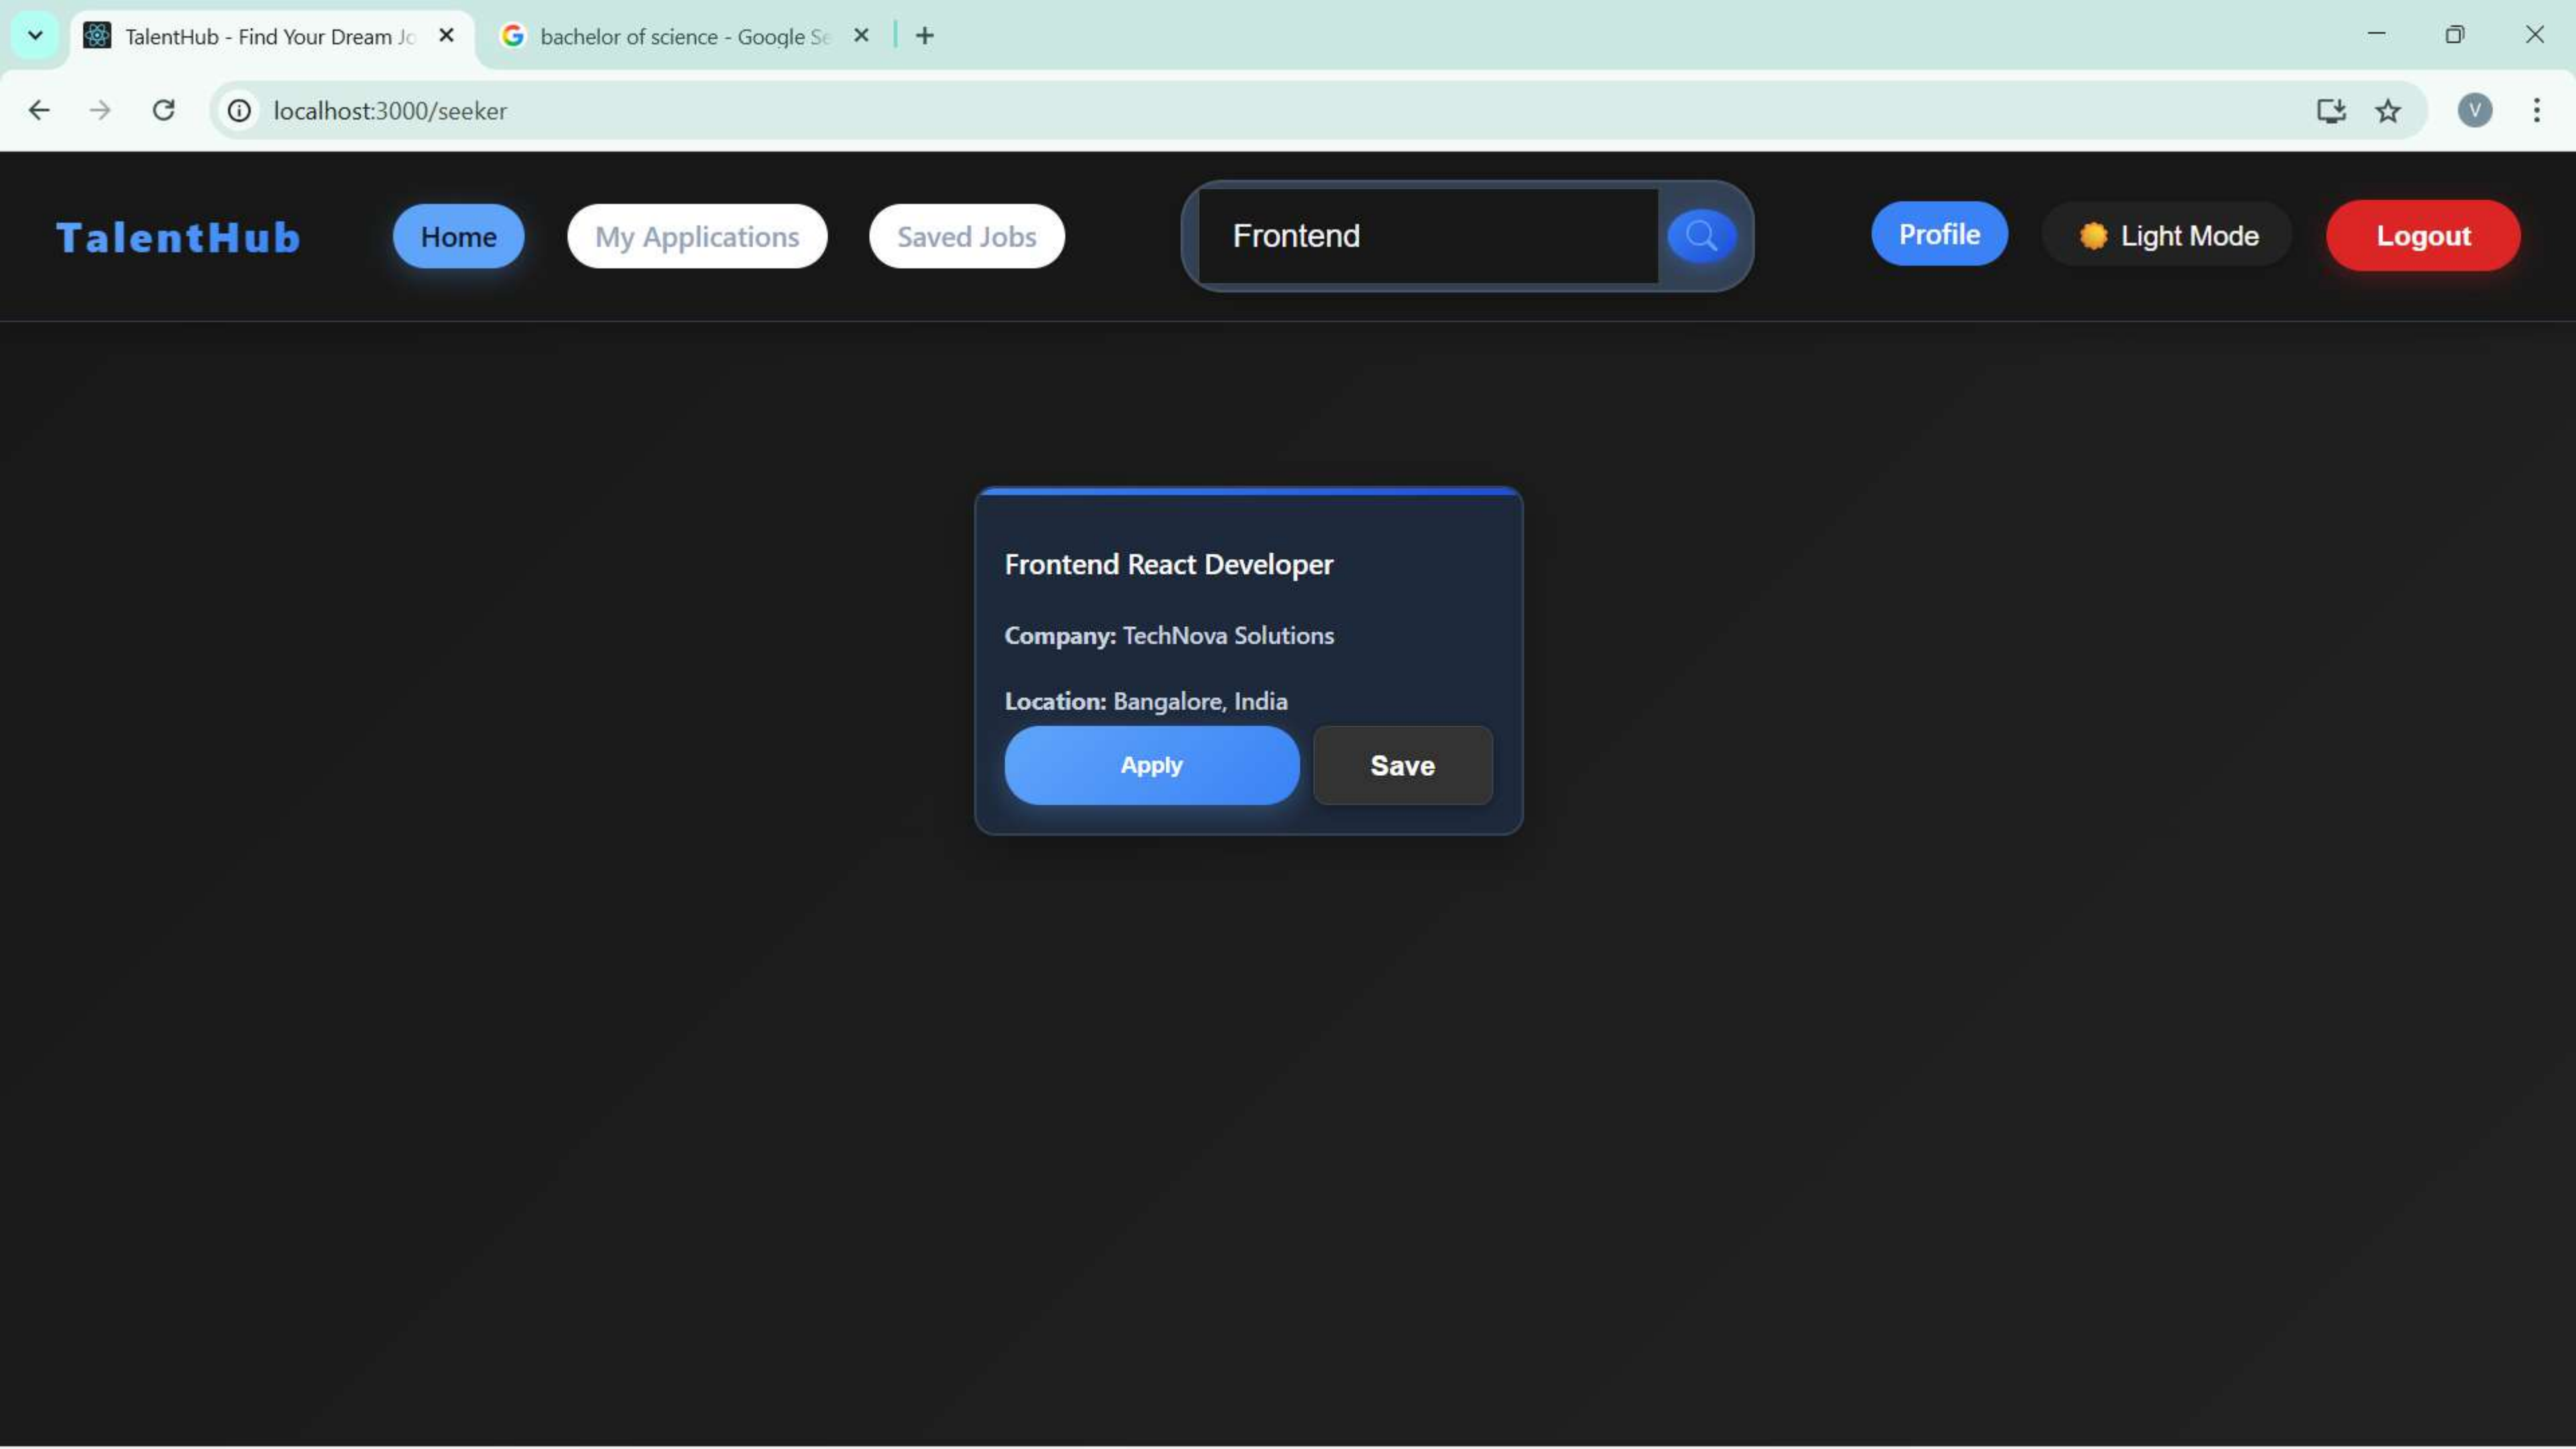 TalentHub - Find Your Dream Jo
bachelor of science - Google Se
localhost:3000/seeker
V
TalentHub
Home
My Applications
Saved Jobs
Frontend
Profile
Light Mode
Logout
Frontend React Developer
Company: TechNova Solutions
Location: Bangalore, India
Apply
Save